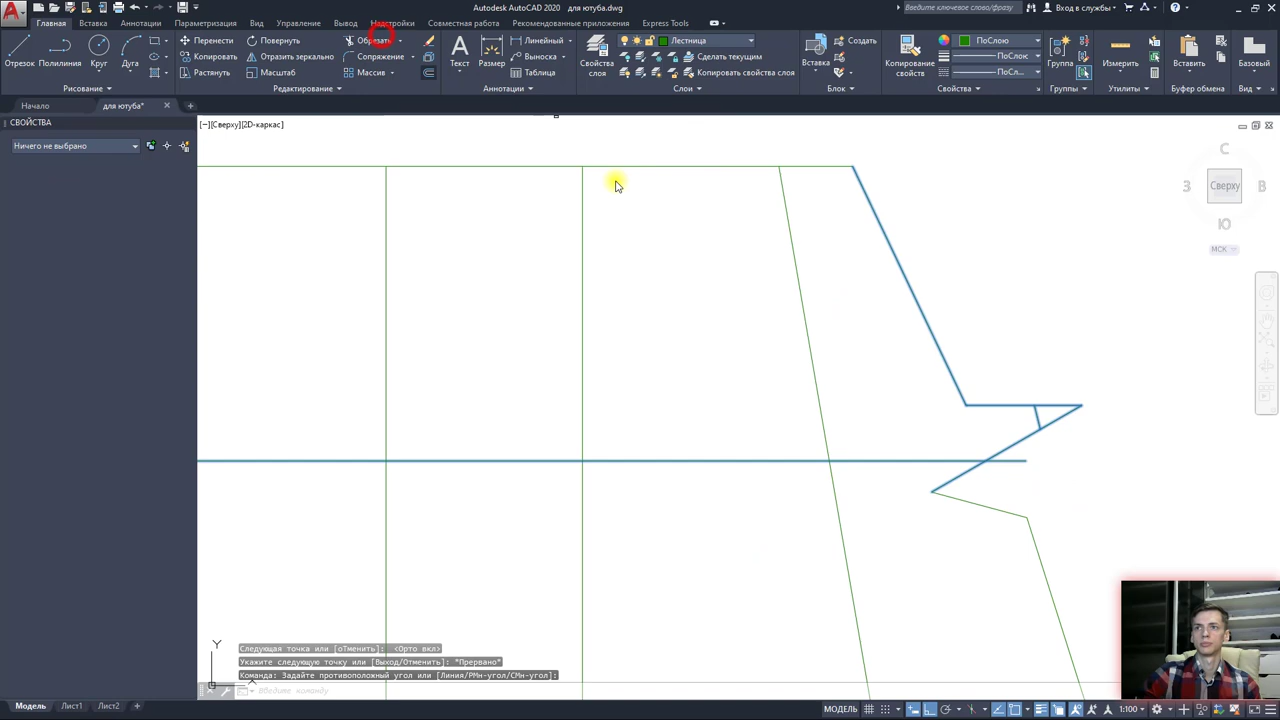 Autodesk AutoCAD 2020 для ютуба.dwg
Введите ключевое слово/фразу
Вход в службы
Главная Вставка Аннотации Параметризация Вид Управление Вывод Надстройки Совместная работа Рекомендованные приложения Express Tools
Отрезок Полилиния Круг Дуга
Рисование
Перенести Повернуть Обрезать
Копировать Отразить зеркально Сопряжение
Растянуть Масштаб Массив
Редактирование
Текст Размер
Линейный
Выноска
Таблица
Аннотации
Свойства слоя
Лестница
Сделать текущим
Копировать свойства слоя
Слои
Вставка
Создать
Блок
Копирование свойств
ПоСлою
ПоСлою
ПоСл...
Свойства
Группа
Группы
Измерить
Утилиты
Вставить
Буфер обмена
Базовый
Вид
Начало для ютуба*
СВОЙСТВА
Ничего не выбрано
[−][Сверху][2D-каркас]
С
З Сверху В
Ю
МСК
Следующая точка или [оТменить]: <Орто вкл>
Укажите следующую точку или [Выход/Отменить]: *Прервано*
Команда: Задайте противоположный угол или [Линия/РМн-угол/СМн-угол]:
Y
Введите команду
Модель Лист1 Лист2 +
МОДЕЛЬ 1:100